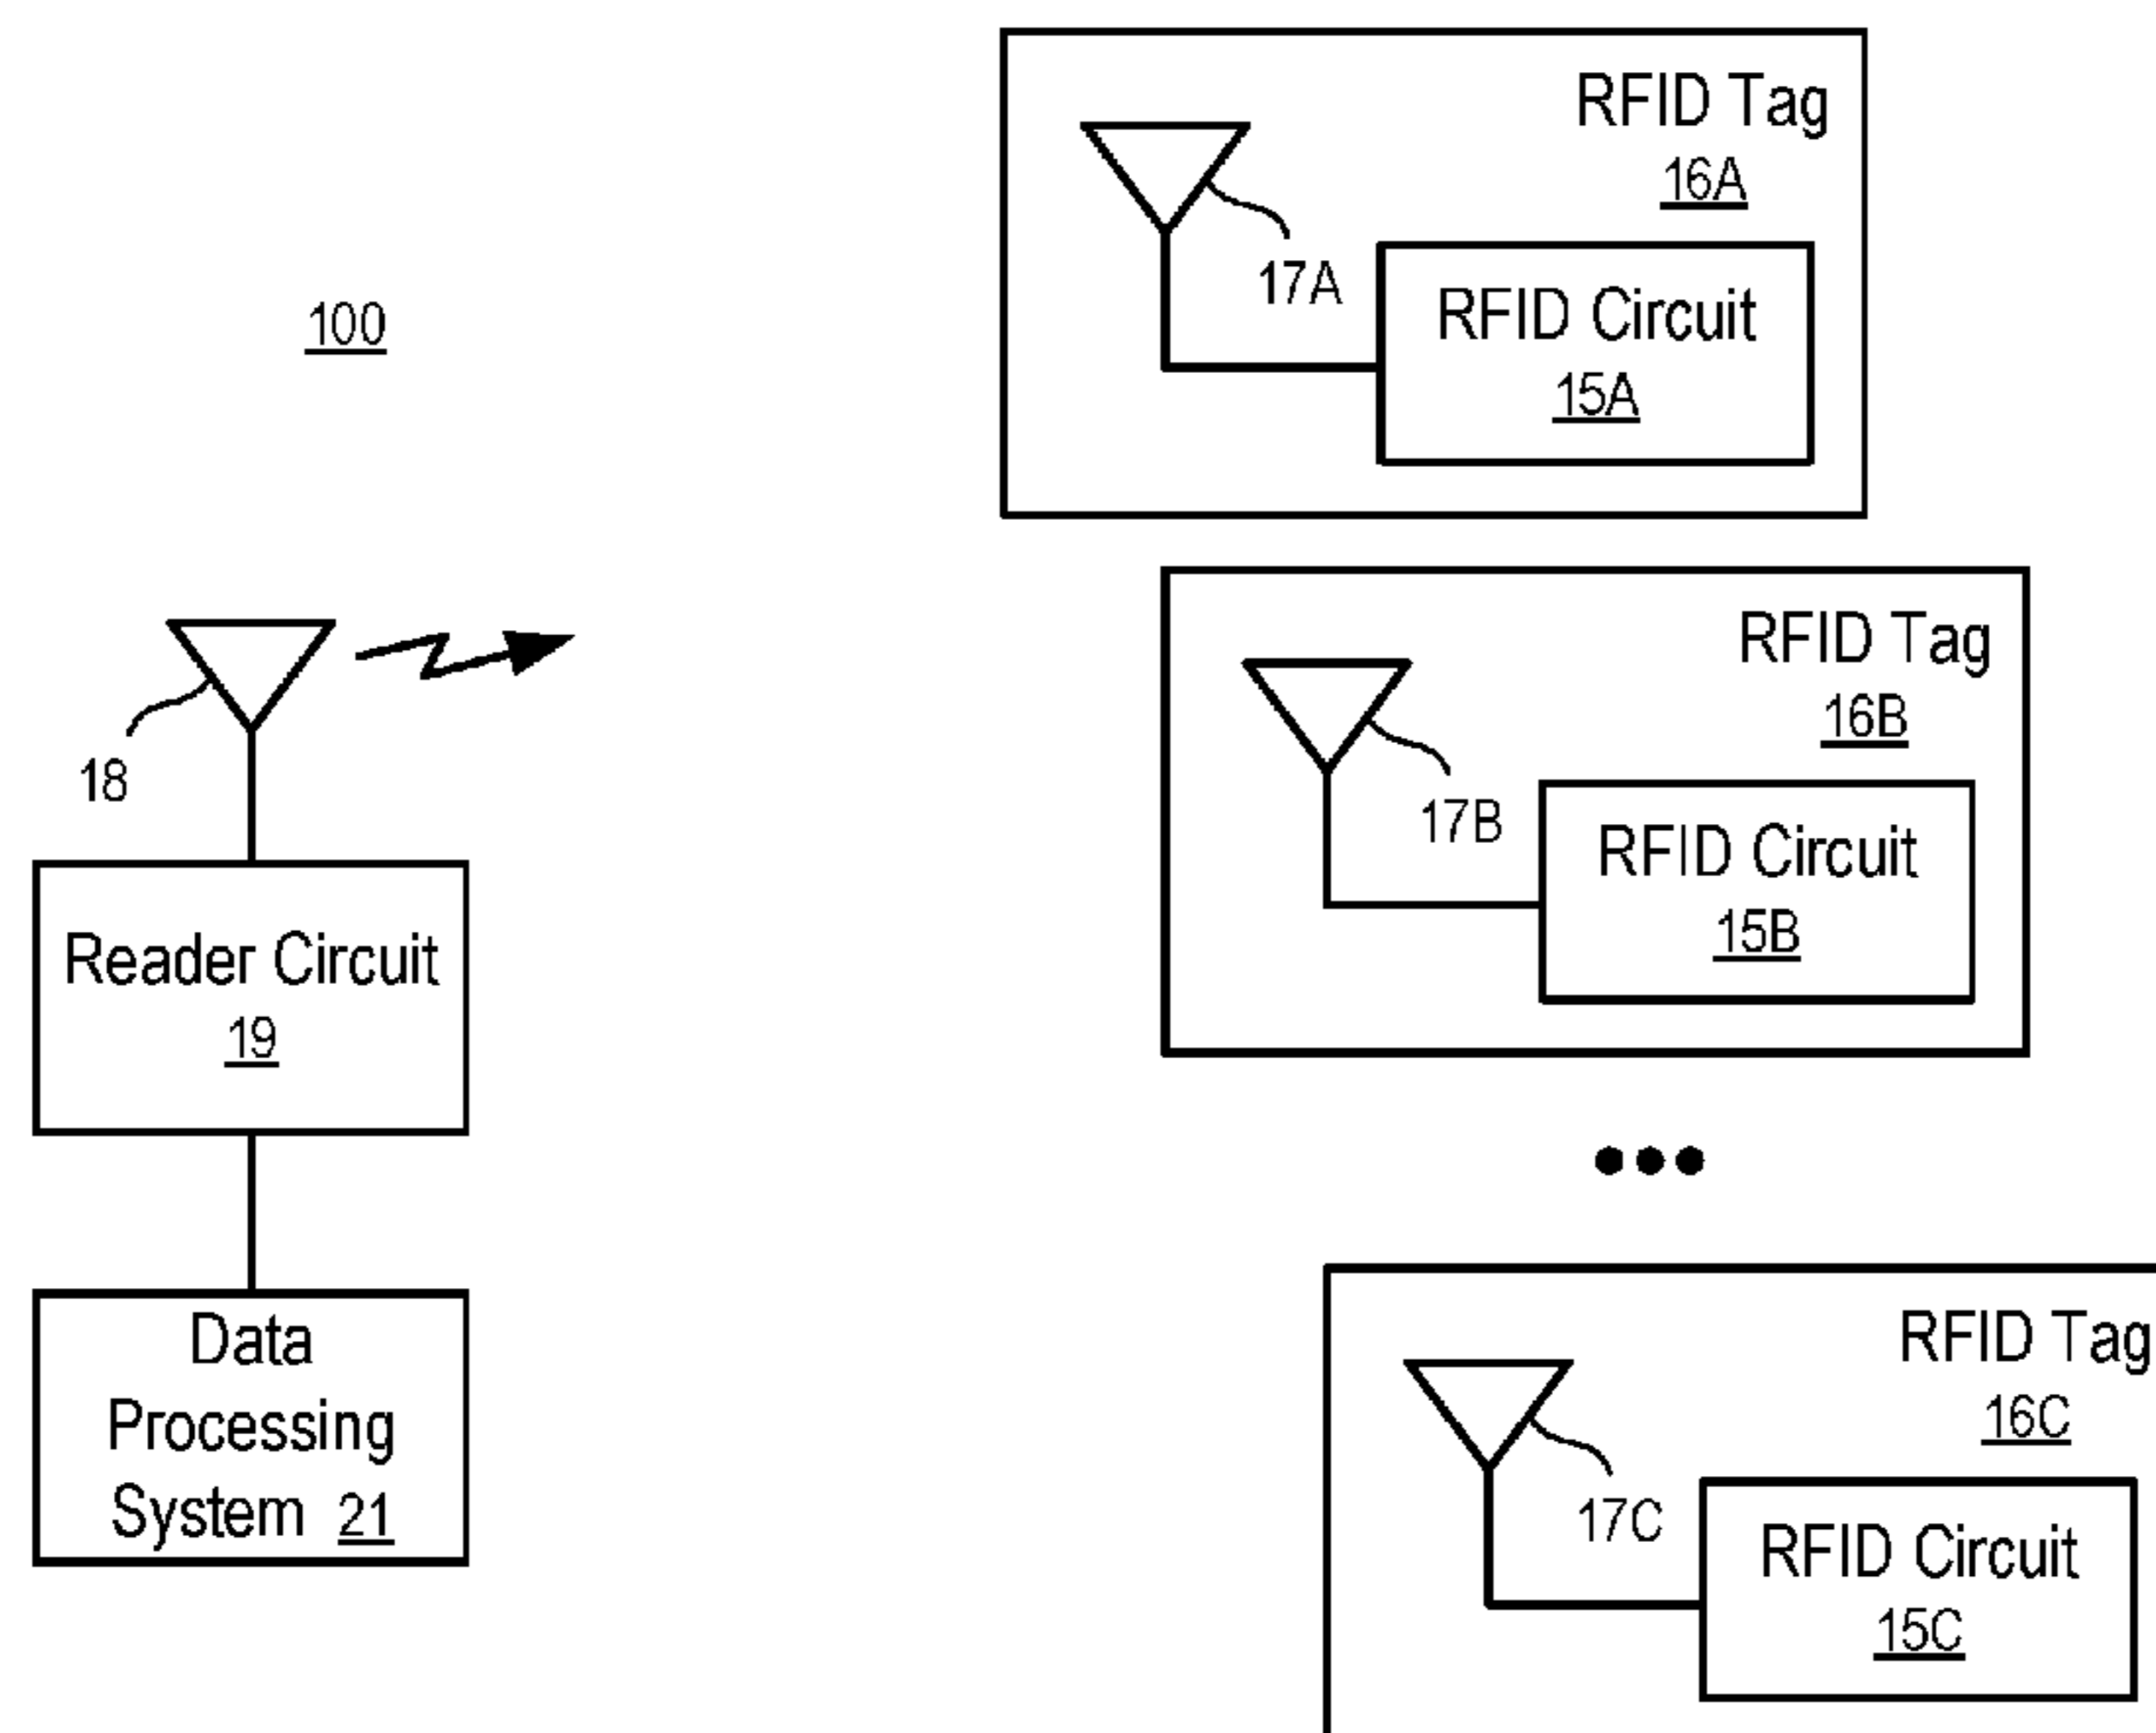 100
18
Reader Circuit
19
Data
Processing
System 21
RFID Tag
16A
17A
RFID Circuit
15A
RFID Tag
16B
17B
RFID Circuit
15B
RFID Tag
16C
17C
RFID Circuit
15C